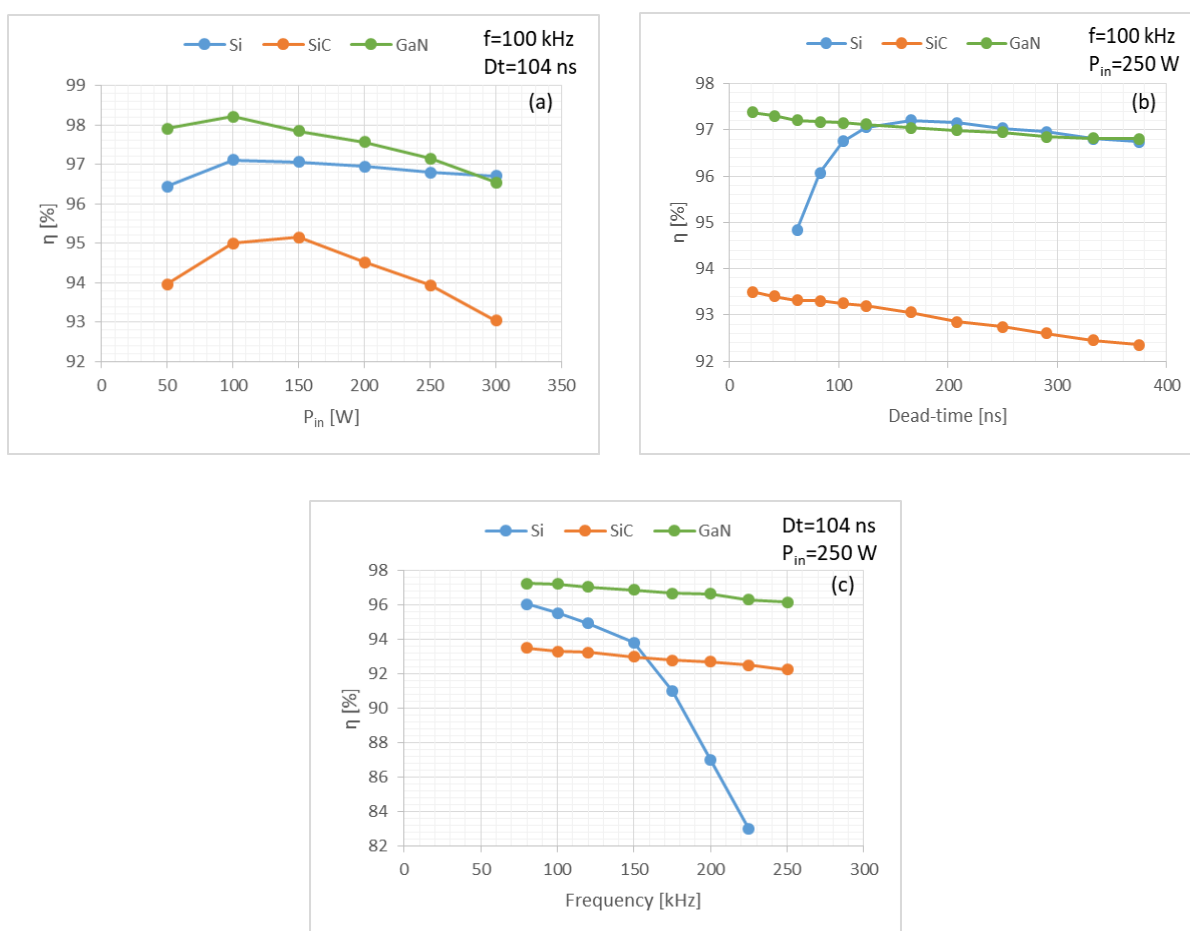 Si SiC GaN
f=100 kHz
Dt=104 ns
(a)
99
98
97
96
95
94
93
92
η [%]
0 50 100 150 200 250 300 350
P_in [W]
Si SiC GaN
f=100 kHz
P_in=250 W
(b)
98
97
96
95
94
93
92
η [%]
0 100 200 300 400
Dead-time [ns]
Si SiC GaN
Dt=104 ns
P_in=250 W
(c)
98
96
94
92
90
88
86
84
82
η [%]
0 50 100 150 200 250 300
Frequency [kHz]